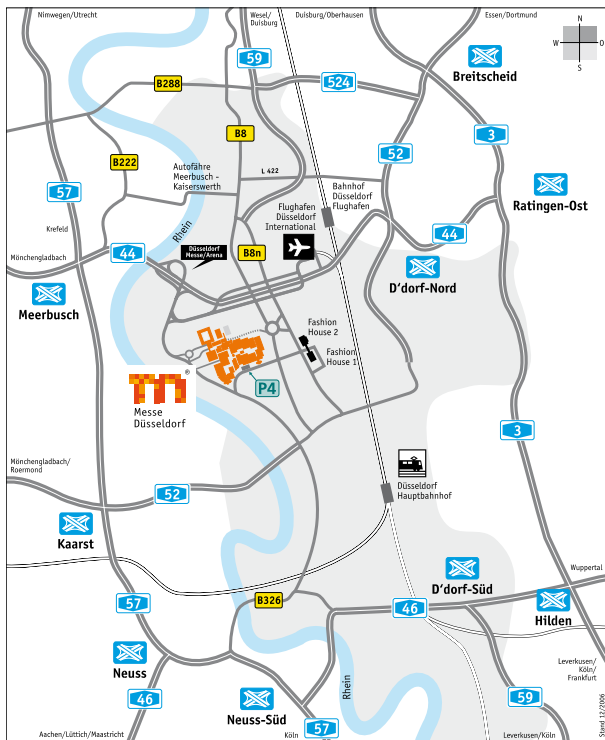 Nimwegen/Utrecht
Wesel/
Duisburg
Duisburg/Oberhausen
Essen/Dortmund
N
W
O
S
59
Breitscheid
B288
524
B8
3
52
B222
L 422
Autofähre
Meerbusch -
Kaiserswerth
Bahnhof
Düsseldorf
Flughafen
57
Ratingen-Ost
Flughafen
Düsseldorf
International
Krefeld
Rhein
44
Mönchengladbach
44
Düsseldorf
Messe/Arena
B8n
D'dorf-Nord
Meerbusch
Fashion
House 2
Fashion
House 1
®
P4
Messe
Düsseldorf
3
Mönchengladbach/
Roermond
52
Düsseldorf
Hauptbahnhof
Kaarst
Wuppertal
D'dorf-Süd
57
B326
46
Hilden
Neuss
Leverkusen/
Köln/
Frankfurt
46
Rhein
59
Neuss-Süd
57
Stand 12/2006
Aachen/Lüttich/Maastricht
Köln
Leverkusen/Köln